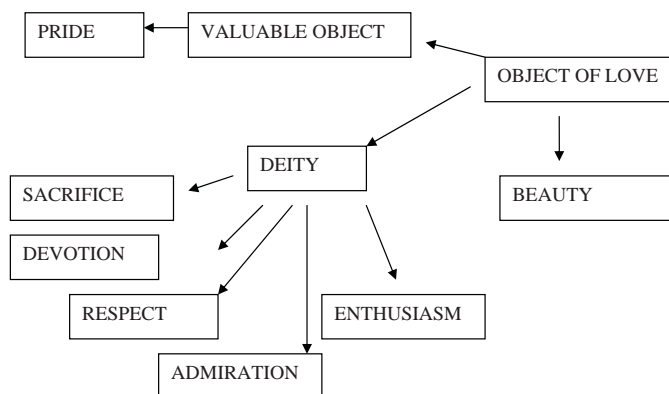 PRIDE
VALUABLE OBJECT
OBJECT OF LOVE
DEITY
SACRIFICE
BEAUTY
DEVOTION
RESPECT
ENTHUSIASM
ADMIRATION